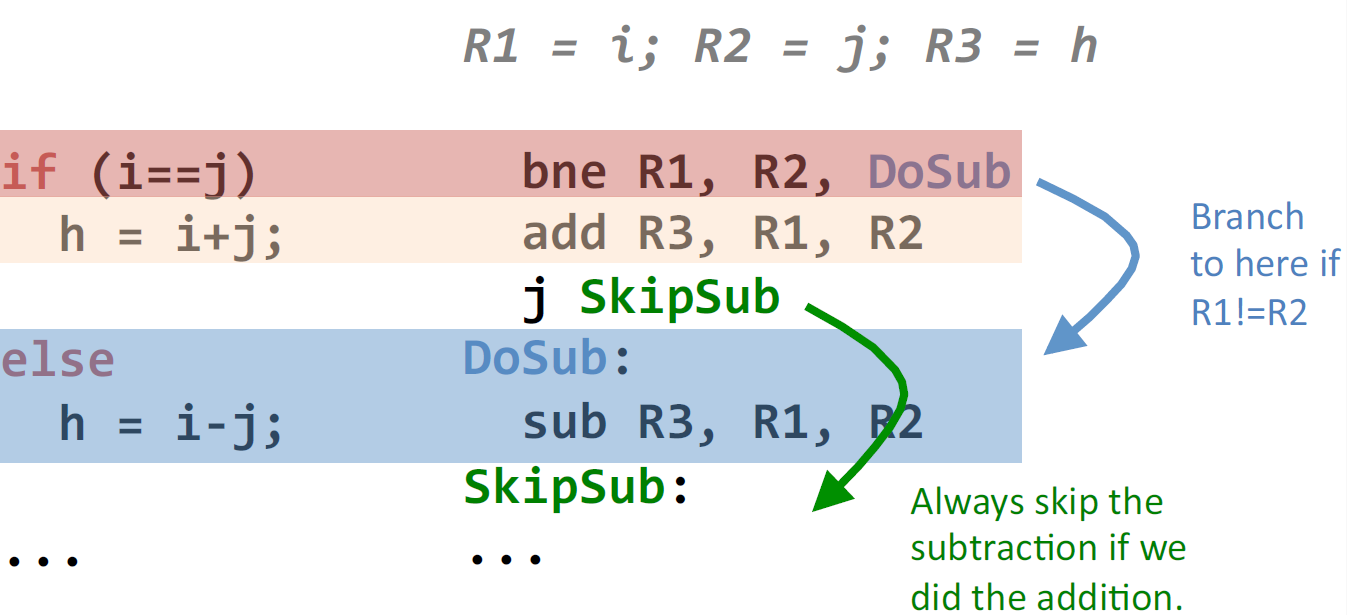 R1 = i; R2 = j; R3 = h
if (i==j) bne R1, R2, DoSub
h = i+j; add R3, R1, R2
j SkipSub
else DoSub:
h = i-j; sub R3, R1, R2
SkipSub:
... ...
Branch
to here if
R1!=R2
Always skip the
subtraction if we
did the addition.